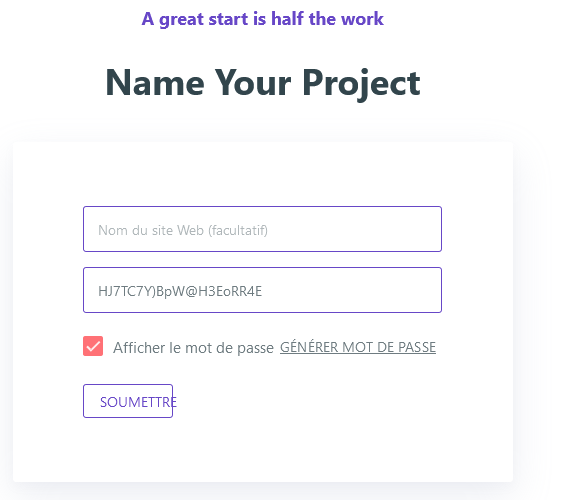 A great start is half the work
Name Your Project
Nom du site Web (facultatif)
HJ7TC7Y)BpW@H3EoRR4E
Afficher le mot de passe GÉNÉRER MOT DE PASSE
SOUMETTRE